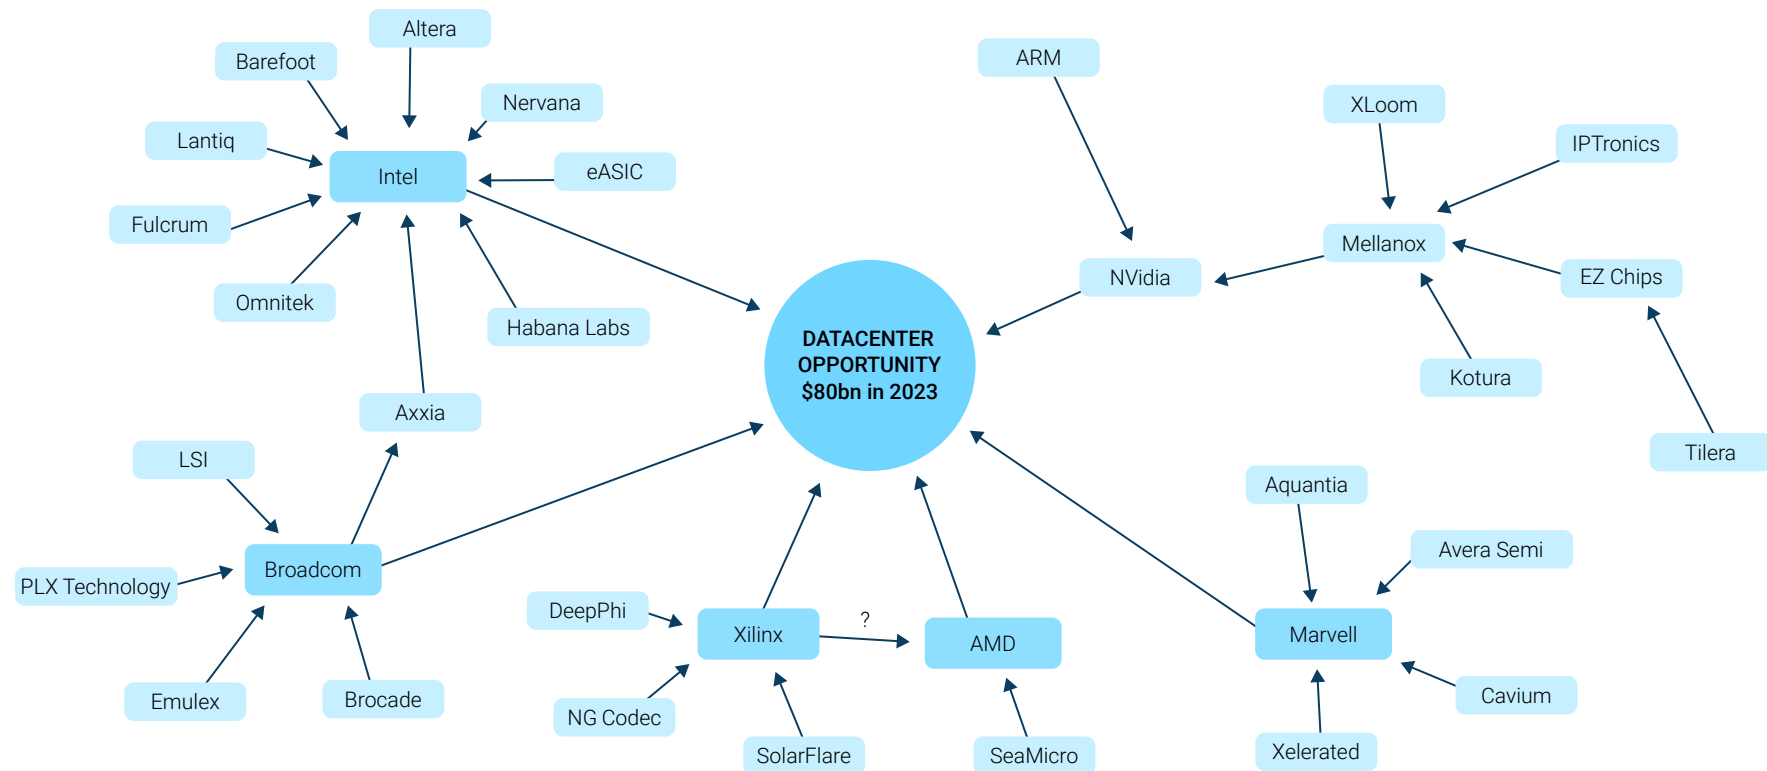 Altera
Barefoot
ARM
Nervana
XLoom
Lantiq
IPTronics
eASIC
Intel
Fulcrum
Mellanox
NVidia
EZ Chips
Omnitek
Habana Labs
DATACENTER
OPPORTUNITY
$80bn in 2023
Kotura
Axxia
Tilera
LSI
Aquantia
Avera Semi
Broadcom
PLX Technology
DeepPhi
?
Xilinx
AMD
Marvell
Emulex
Brocade
Cavium
NG Codec
SolarFlare
SeaMicro
Xelerated